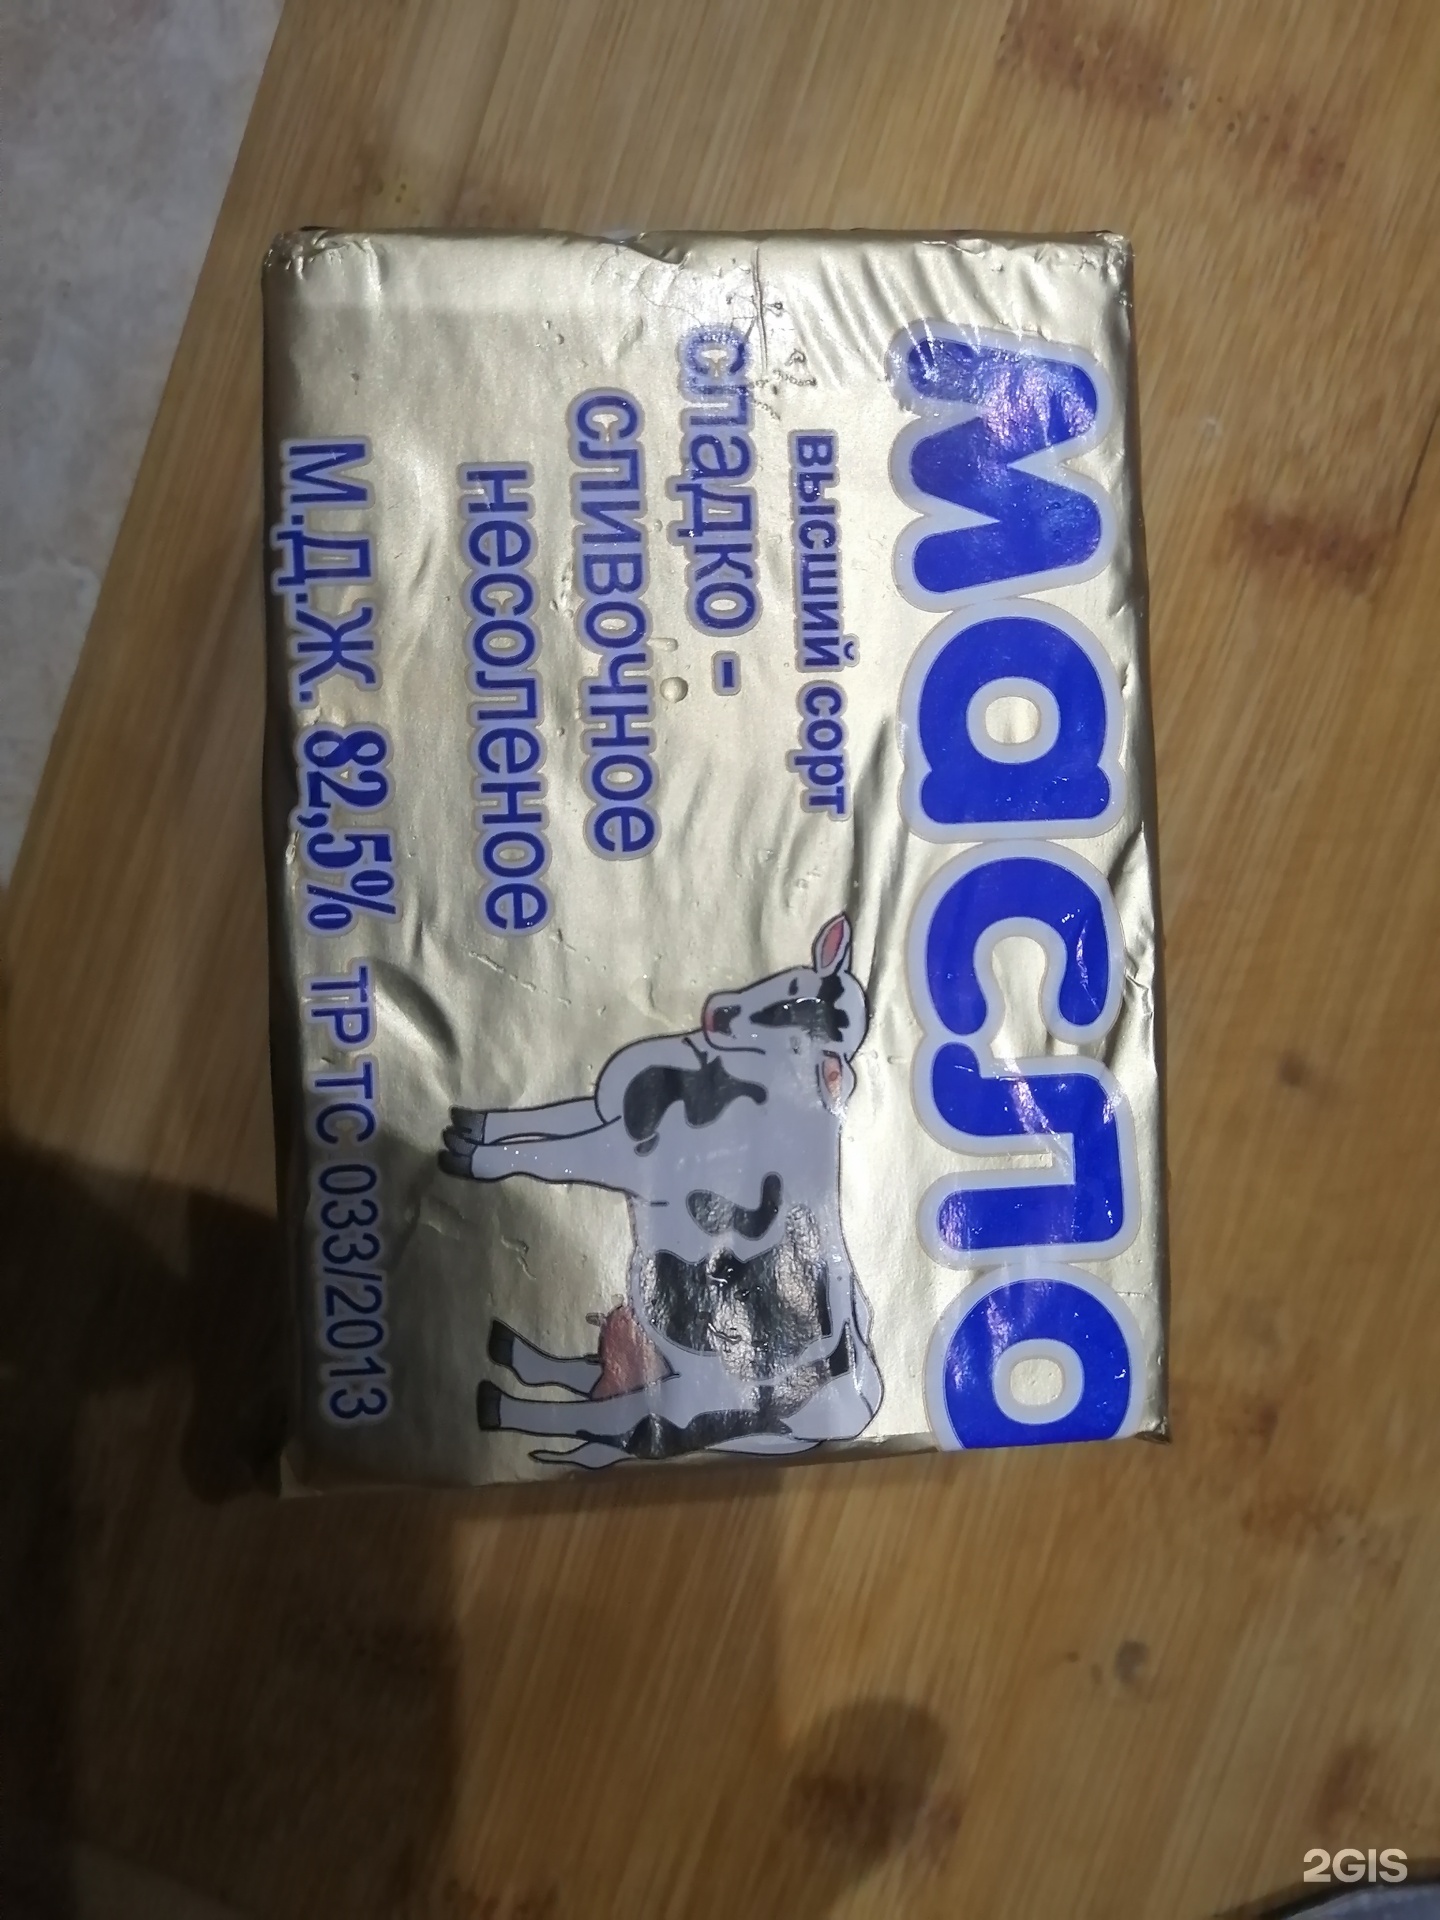 масло
высший сорт
сладко -
сливочное
несоленое
М.Д.Ж. 82,5% ТР ТС 033/2013
2GIS